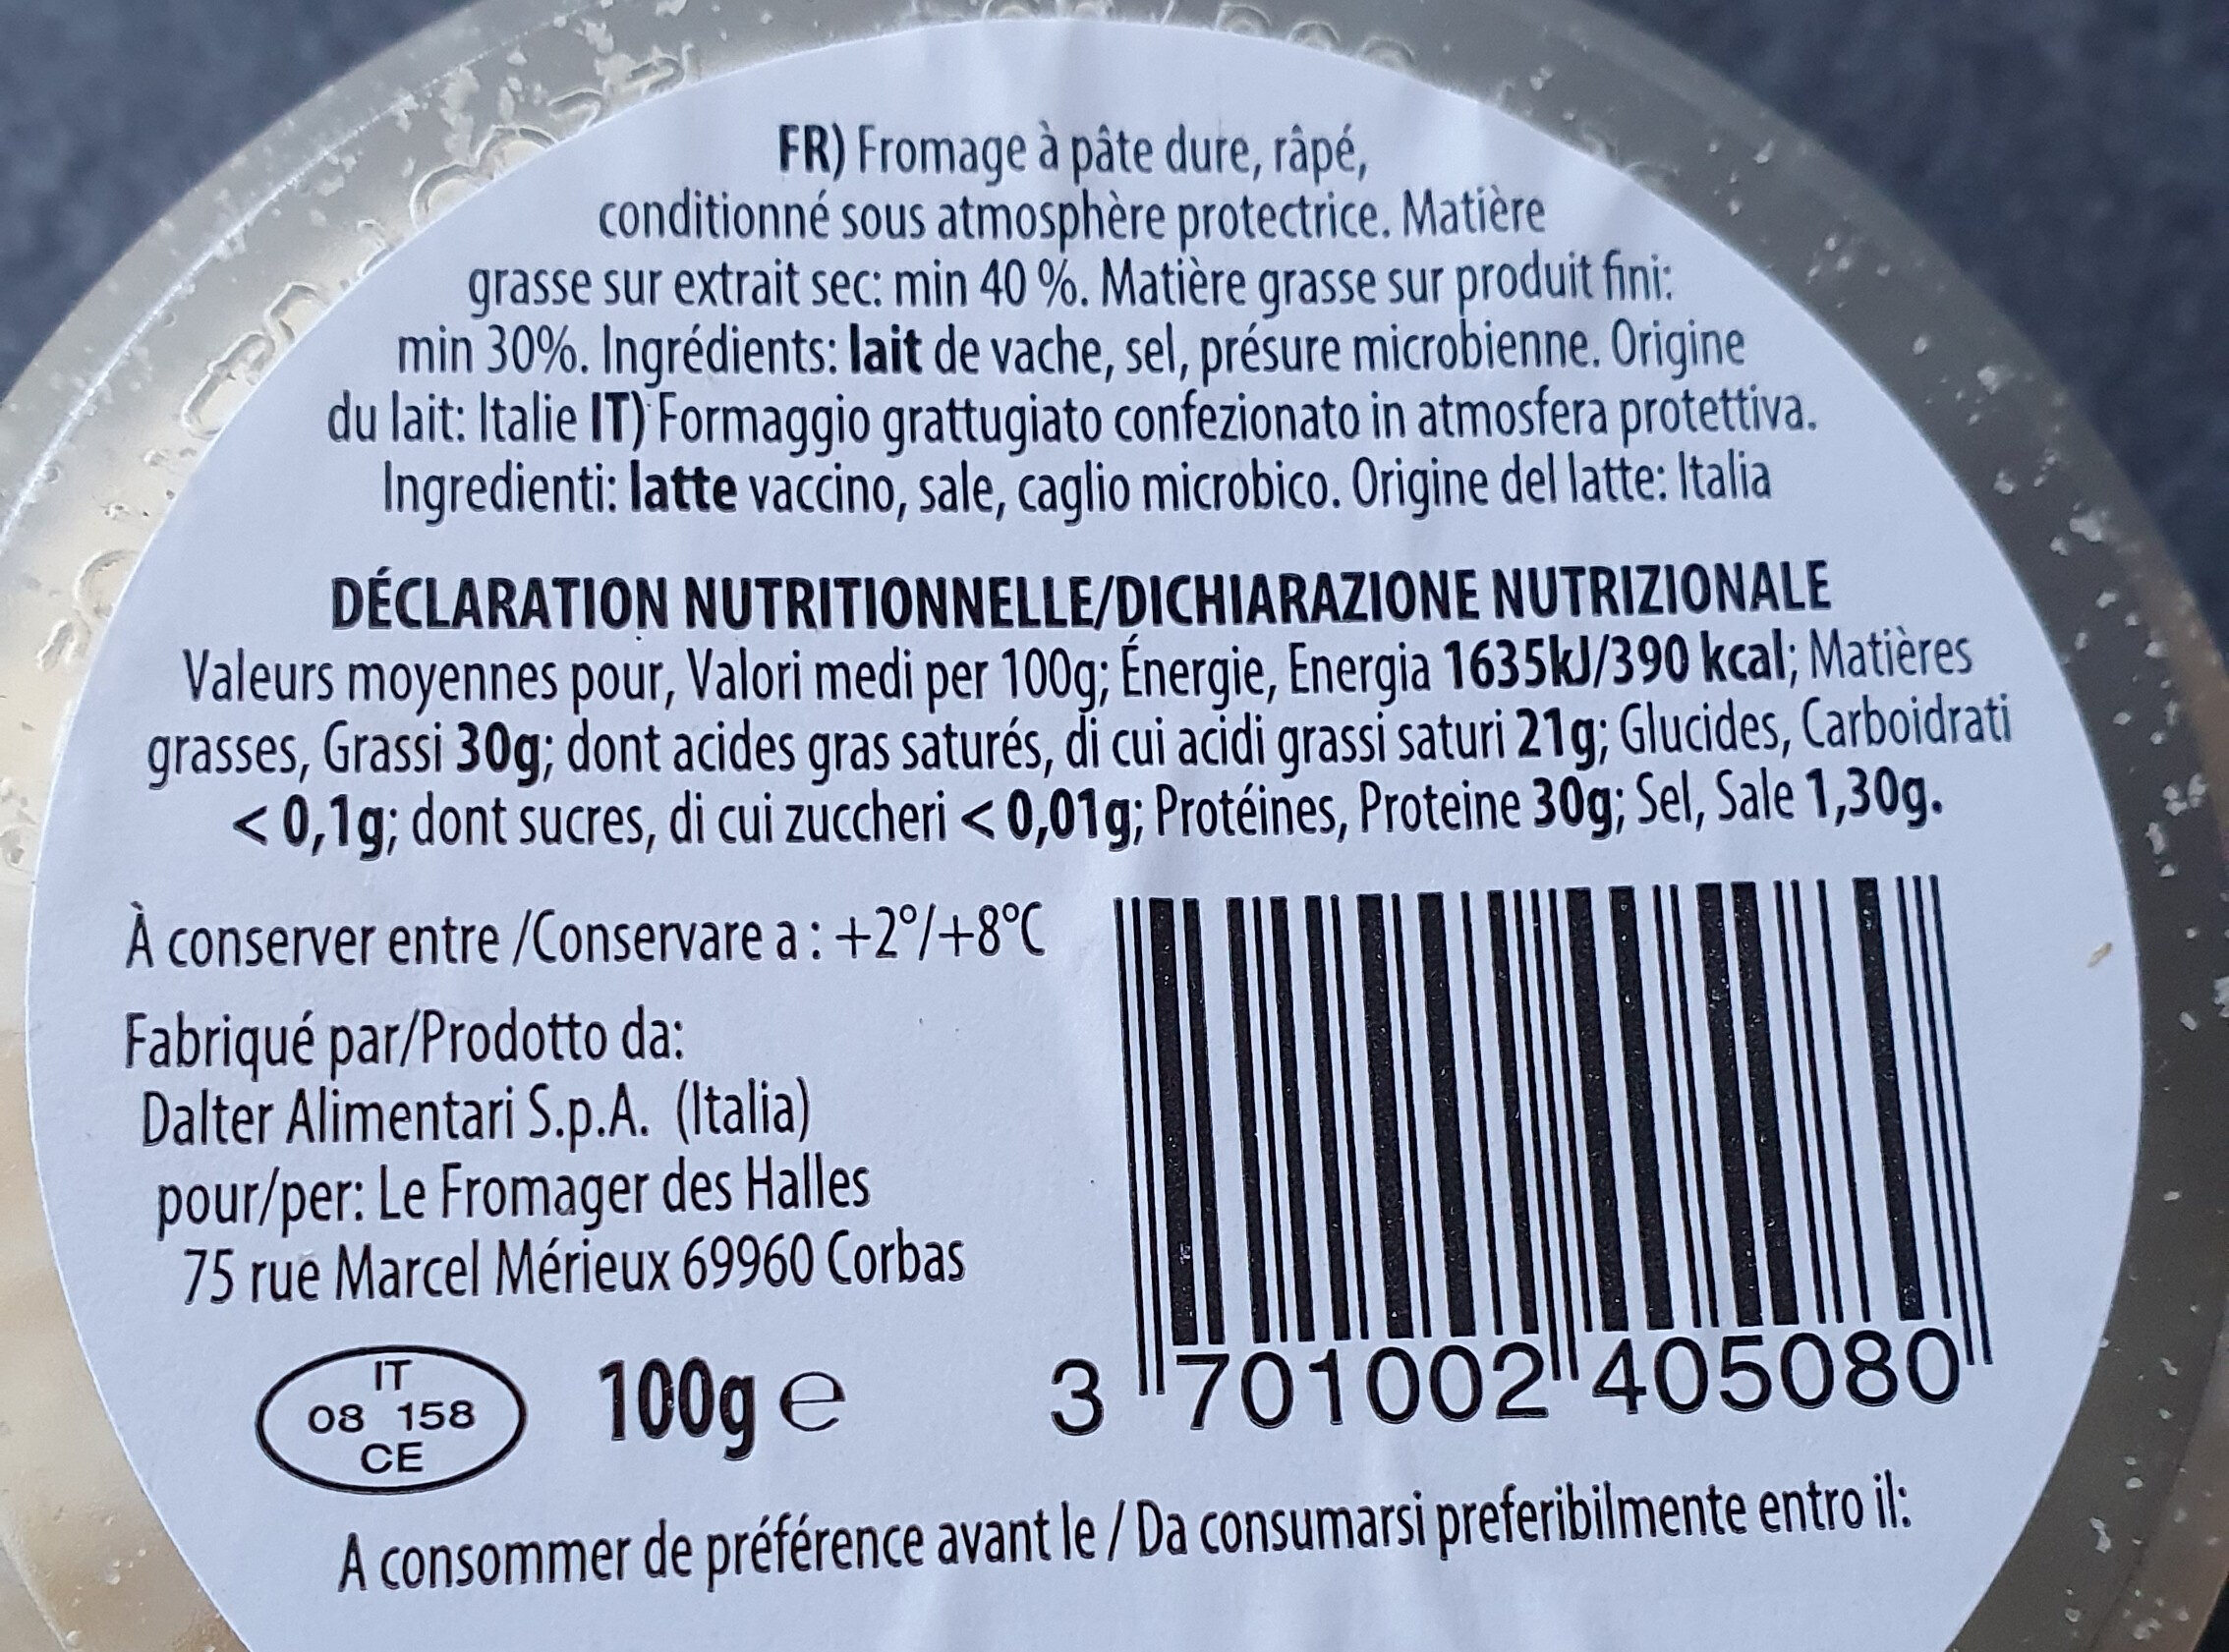 FR) Fromage à pâte dure, râpé,
conditionné sous atmosphère protectrice. Matière
grasse sur extrait sec: min 40 %. Matière grasse sur produit fini:
min 30%. Ingrédients: lait de vache, sel, présure microbienne. Origine
du lait: Italie IT) Formaggio grattugiato confezionato in atmosfera protettiva.
Ingredienti: latte vaccino, sale, caglio microbico. Origine del latte: Italia
DÉCLARATION NUTRITIONNELLE/DICHIARAZIONE NUTRIZIONALE
Valeurs moyennes pour, Valori medi per 100g; Énergie, Energia 1635kJ/390 kcal; Matières
grasses, Grassi 30g; dont acides gras saturés, di cui acidi grassi saturi 21g; Glucides, Carboidrati
< 0,1g; dont sucres, di cui zuccheri < 0,01g; Protéines, Proteine 30g; Sel, Sale 1,30g.
À conserver entre /Conservare a : +2°/+8°C
Fabriqué par/Prodotto da:
Dalter Alimentari S.p.A. (Italia)
pour/per: Le Fromager des Halles
75 rue Marcel Mérieux 69960 Corbas
IT
08 158
CE
100g e
3 701002 405080
A consommer de préférence avant le / Da consumarsi preferibilmente entro il: